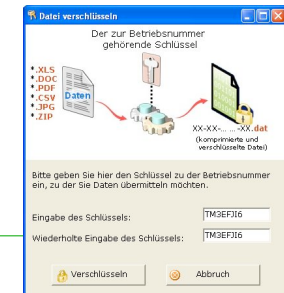 Datei verschlüsseln
Der zur Betriebsnummer
gehörende Schlüssel
*.XLS
*.DOC
*.PDF
*.CSV
*.JPG
*.ZIP
Daten
XX-XX-... ...-XX.dat
(komprimierte und
verschlüsselte Datei)
Bitte geben Sie hier den Schlüssel zu der Betriebsnummer
ein, zu der Sie Daten übermitteln möchten.
Eingabe des Schlüssels: TM3EFJI6
Wiederholte Eingabe des Schlüssels: TM3EFJI6
Verschlüsseln Abbruch